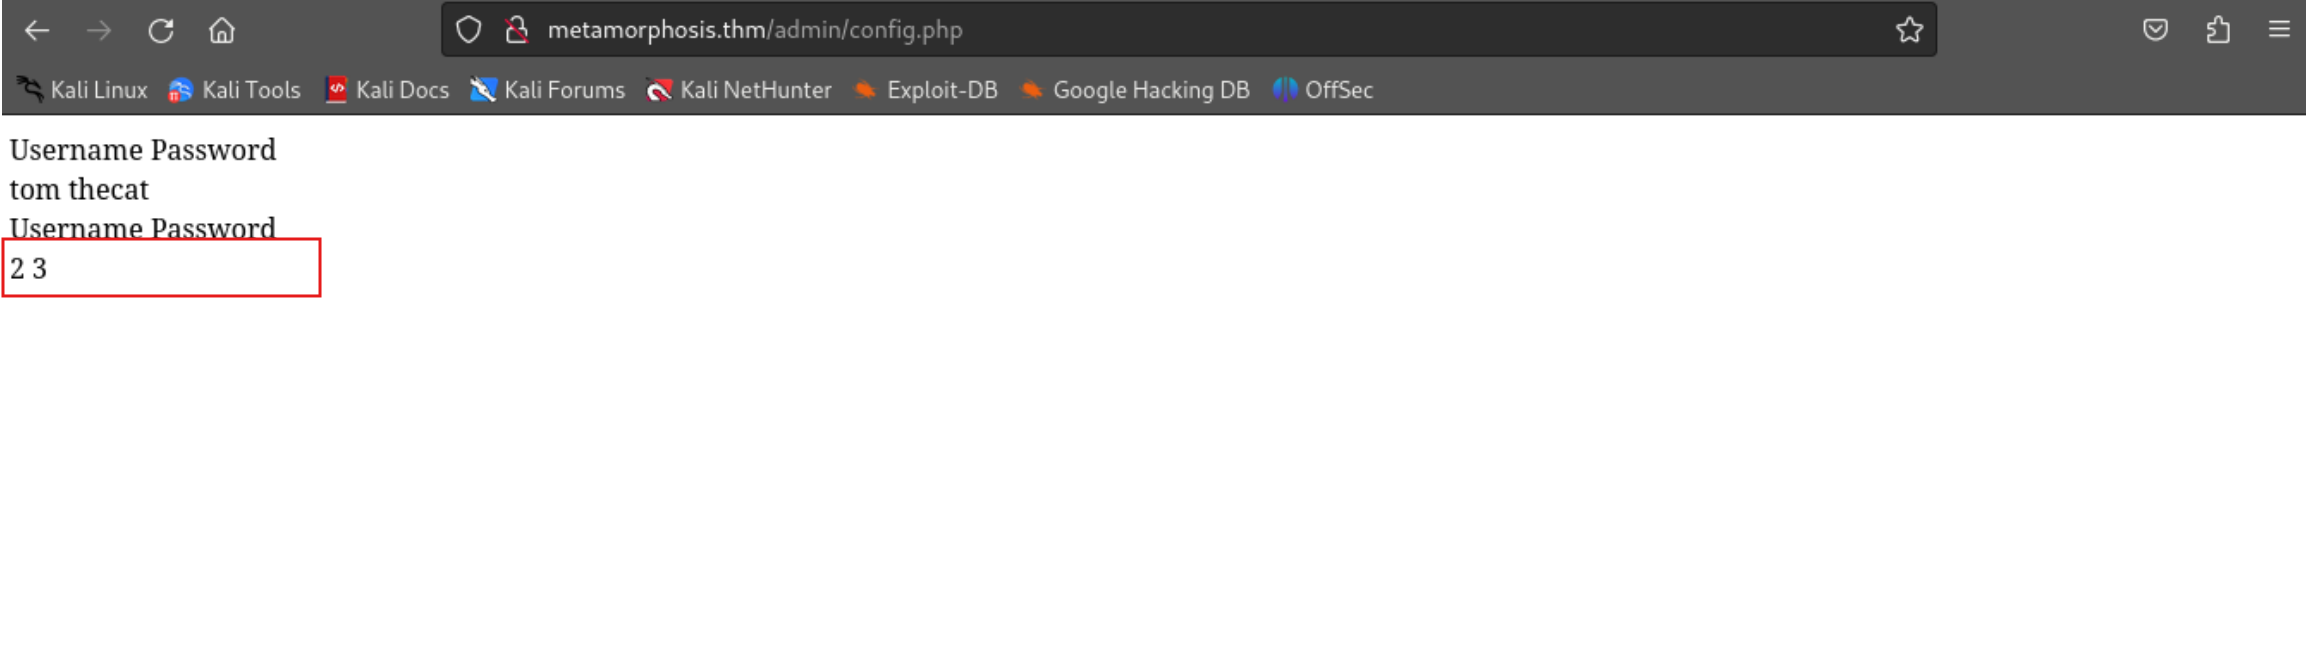 metamorphosis.thm/admin/config.php
Kali Linux Kali Tools Kali Docs Kali Forums Kali NetHunter Exploit-DB Google Hacking DB OffSec
Username Password
tom thecat
Username Password
2 3